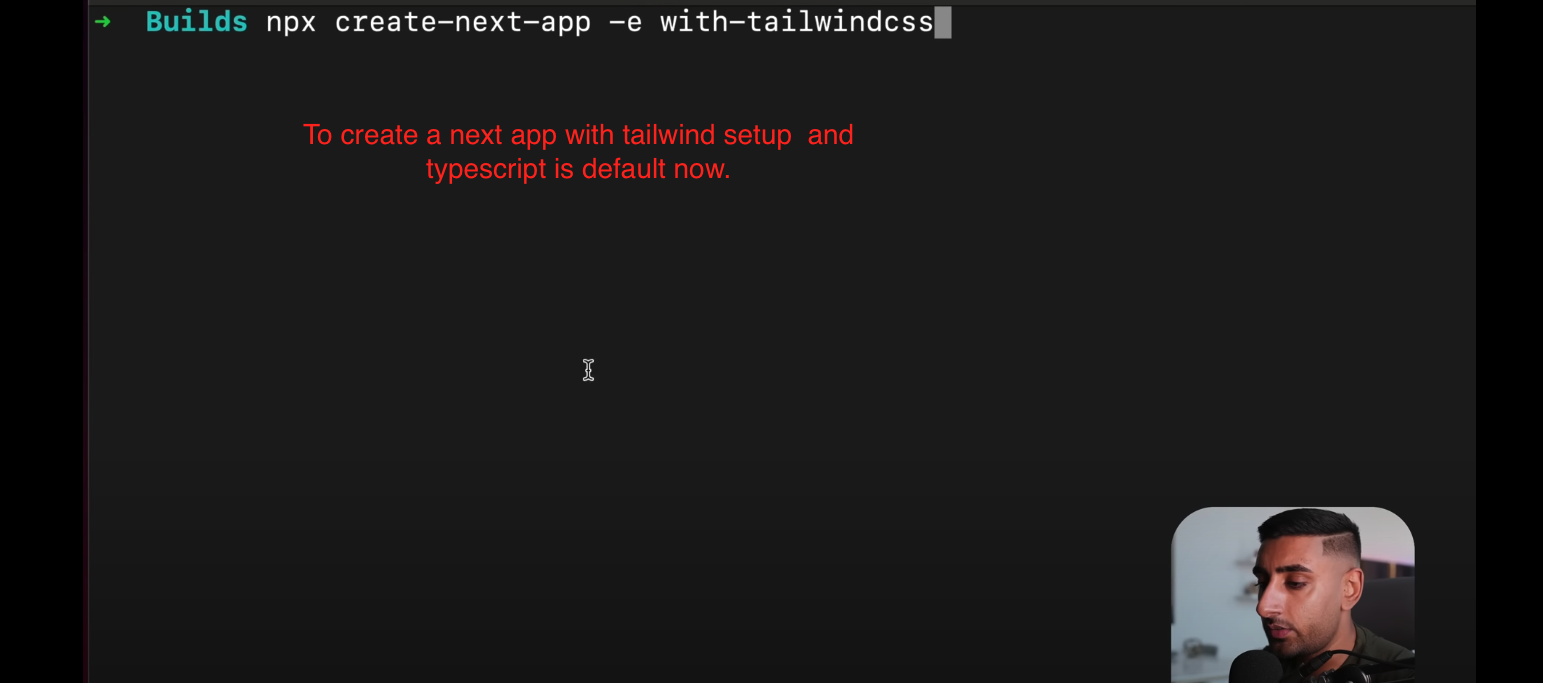 ➜ Builds npx create-next-app -e with-tailwindcss
To create a next app with tailwind setup  and
typescript is default now.